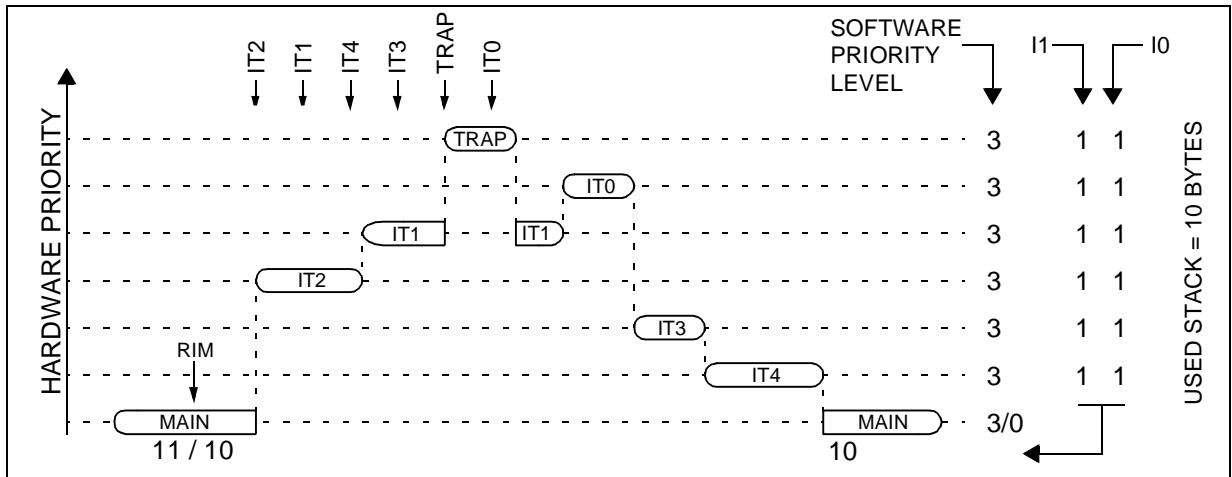 IT2
IT1
IT4
IT3
TRAP
IT0
SOFTWARE
PRIORITY
LEVEL
I1
I0
HARDWARE PRIORITY
TRAP
3
1 1
IT0
3
1 1
IT1
IT1
3
1 1
IT2
3
1 1
IT3
3
1 1
RIM
IT4
3
1 1
MAIN
MAIN
3/0
11 / 10
10
USED STACK = 10 BYTES